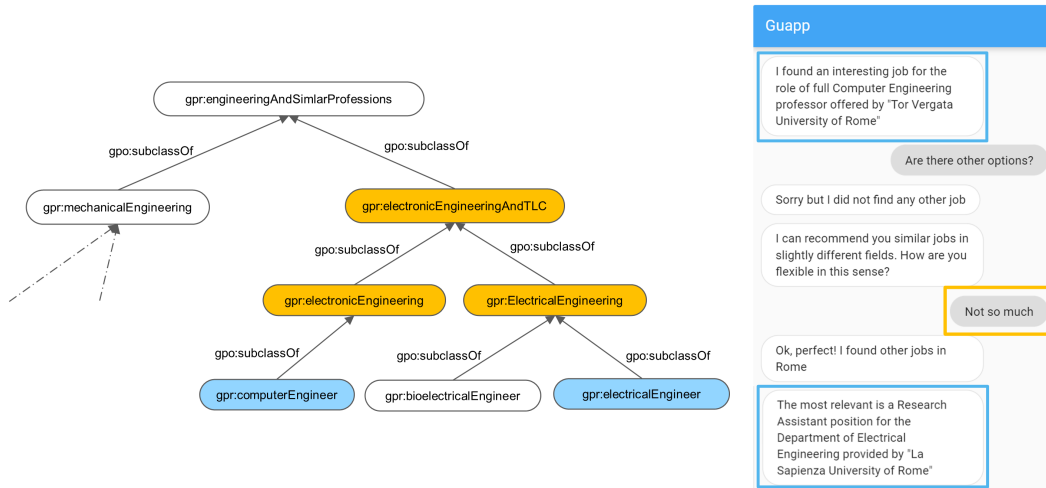 gpr:engineeringAndSimlarProfessions
gpo:subclassOf
gpo:subclassOf
gpr:mechanicalEngineering
gpr:electronicEngineeringAndTLC
gpo:subclassOf
gpo:subclassOf
gpr:electronicEngineering
gpr:ElectricalEngineering
gpo:subclassOf
gpo:subclassOf
gpo:subclassOf
gpr:computerEngineer
gpr:bioelectricalEngineer
gpr:electricalEngineer
Guapp
I found an interesting job for the
role of full Computer Engineering
professor offered by "Tor Vergata
University of Rome"
Are there other options?
Sorry but I did not find any other job
I can recommend you similar jobs in
slightly different fields. How are you
flexible in this sense?
Not so much
Ok, perfect! I found other jobs in
Rome
The most relevant is a Research
Assistant position for the
Department of Electrical
Engineering provided by "La
Sapienza University of Rome"